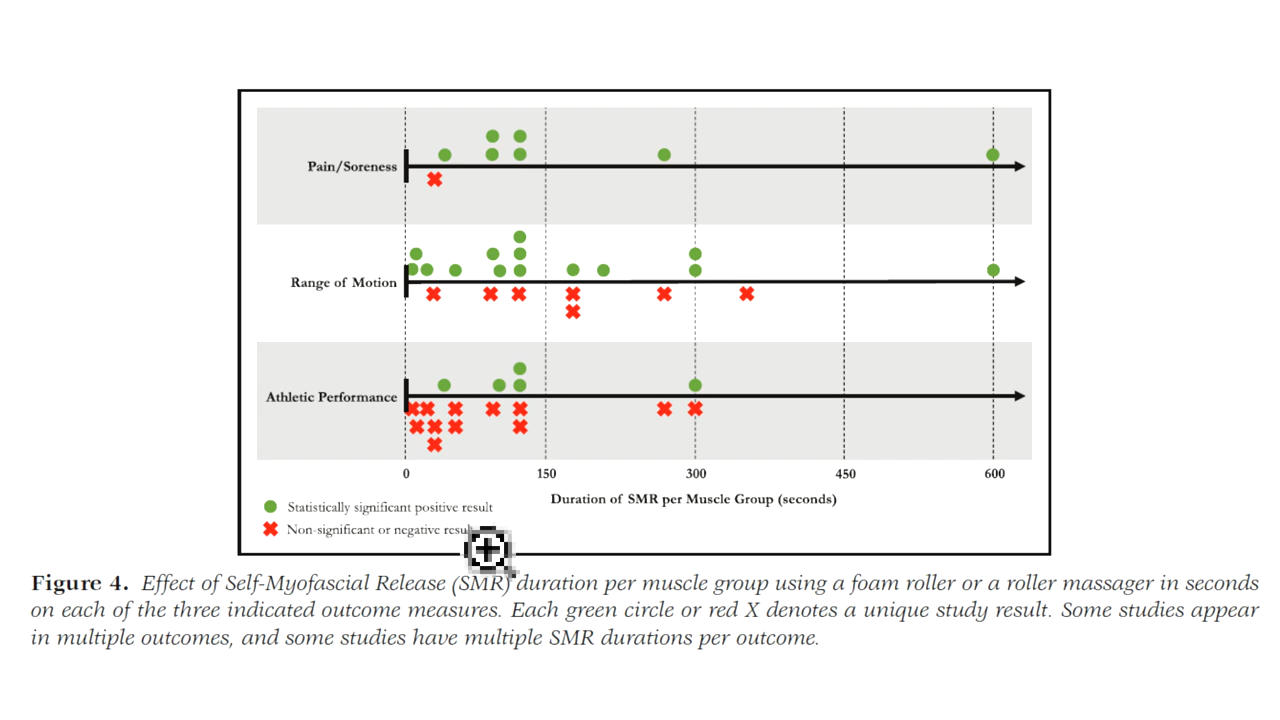 Pain/Soreness
Range of Motion
Athletic Performance
0 150 300 450 600
Duration of SMR per Muscle Group (seconds)
Statistically significant positive result
Non-significant or negative result
Figure 4. Effect of Self-Myofascial Release (SMR) duration per muscle group using a foam roller or a roller massager in seconds
on each of the three indicated outcome measures. Each green circle or red X denotes a unique study result. Some studies appear
in multiple outcomes, and some studies have multiple SMR durations per outcome.